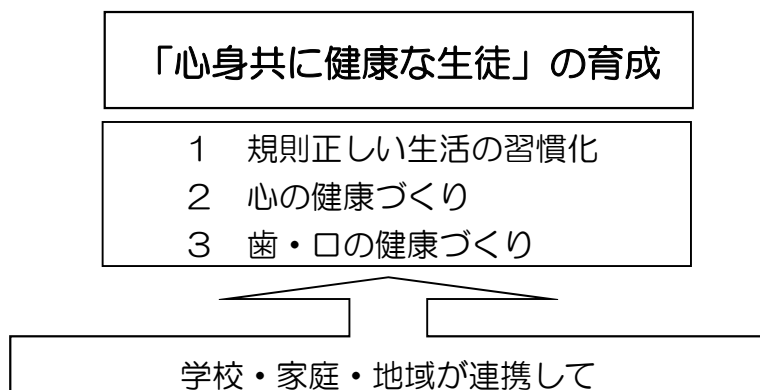 「心身共に健康な生徒」の育成
1　規則正しい生活の習慣化
2　心の健康づくり
3　歯・口の健康づくり
学校・家庭・地域が連携して